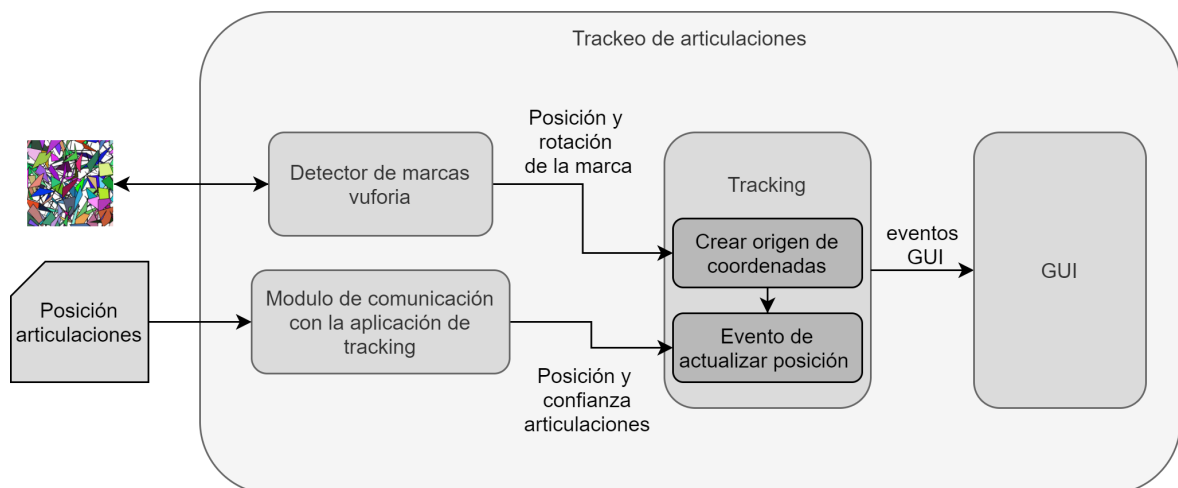 Trackeo de articulaciones
Posición y
rotación
de la marca
Detector de marcas
vuforia
Tracking
Crear origen de
coordenadas
eventos
GUI
GUI
Posición
articulaciones
Modulo de comunicación
con la aplicación de
tracking
Evento de
actualizar posición
Posición y
confianza
articulaciones